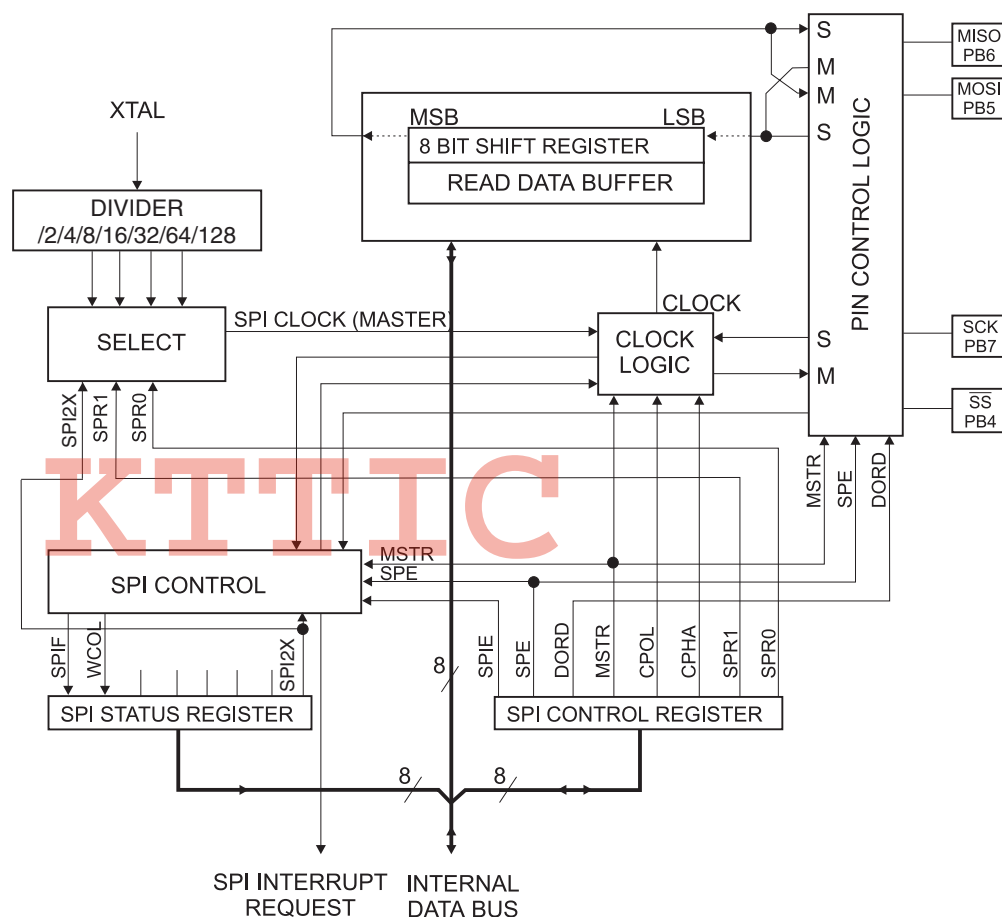 S
MISO
PB6
M
M
MOSI
PB5
S
PIN CONTROL LOGIC
XTAL
MSB
LSB
8 BIT SHIFT REGISTER
READ DATA BUFFER
DIVIDER
/2/4/8/16/32/64/128
SPI CLOCK (MASTER)
CLOCK
SELECT
CLOCK
LOGIC
S
M
SCK
PB7
SS
PB4
SPI2X
SPR1
SPR0
MSTR
SPE
DORD
KTTIC
MSTR
SPE
SPI CONTROL
SPIF
WCOL
SPI2X
8
SPIE
SPE
DORD
MSTR
CPOL
CPHA
SPR1
SPR0
SPI STATUS REGISTER
SPI CONTROL REGISTER
8
8
SPI INTERRUPT
REQUEST
INTERNAL
DATA BUS